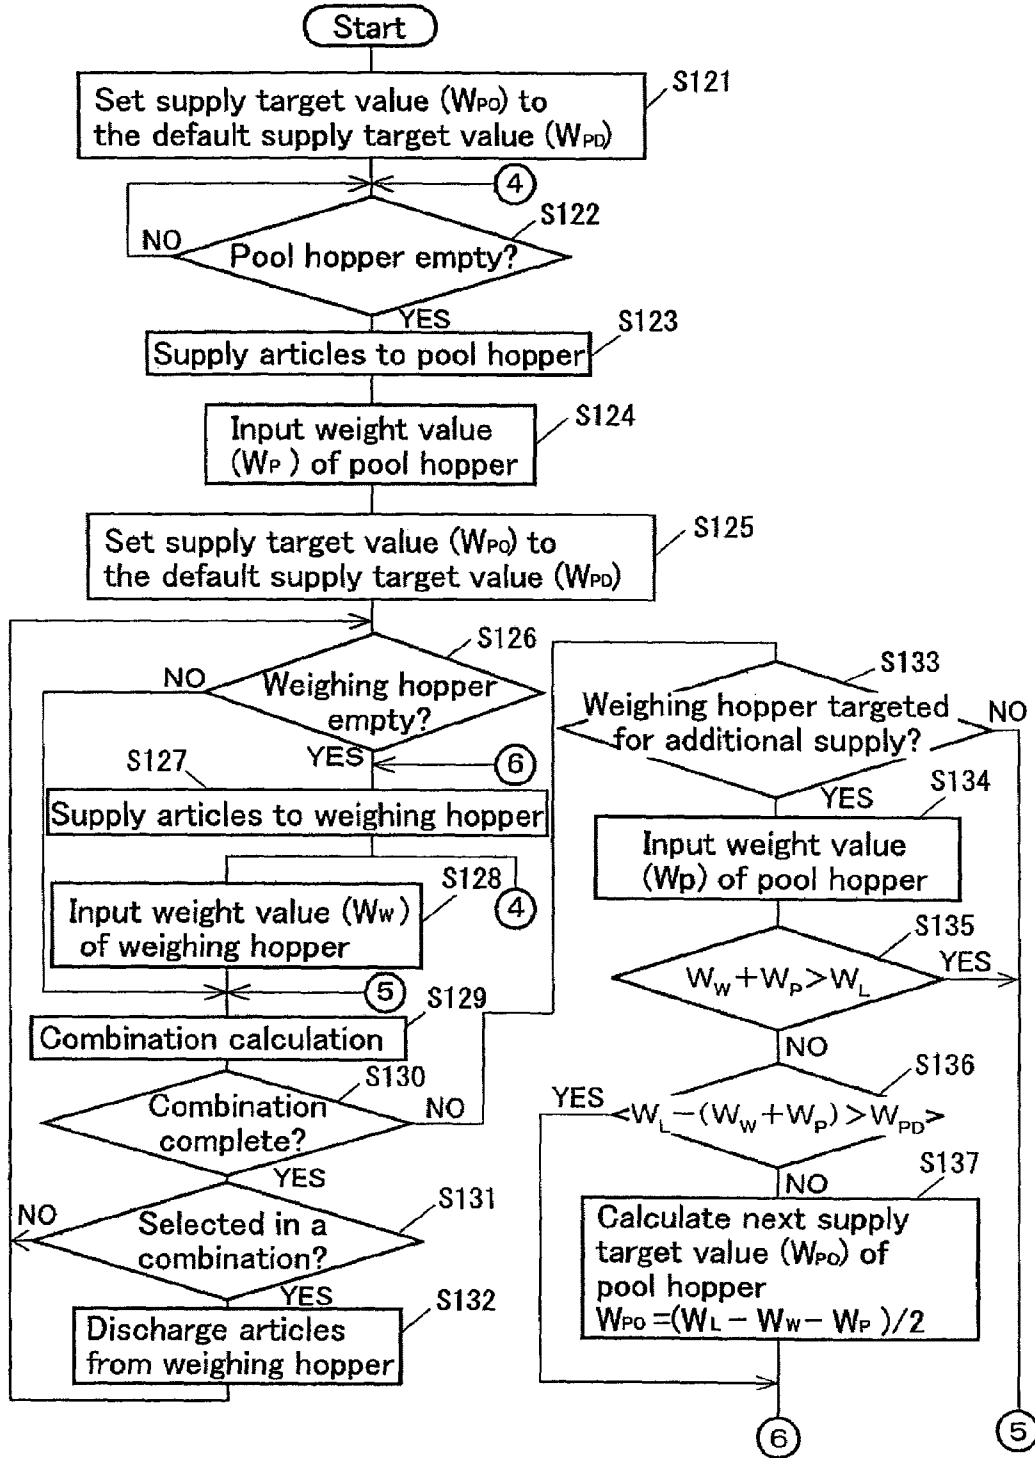 Start
S121
Set supply target value (WPO) to
the default supply target value (WPD)
4
S122
NO
Pool hopper empty?
YES
S123
Supply articles to pool hopper
S124
Input weight value
(WP) of pool hopper
S125
Set supply target value (WPO) to
the default supply target value (WPD)
S126
NO
Weighing hopper
empty?
YES
6
S127
Supply articles to weighing hopper
S128
4
Input weight value (WW)
of weighing hopper
5
S129
Combination calculation
S130
Combination
complete?
NO
YES
S131
NO
Selected in a
combination?
YES
S132
Discharge articles
from weighing hopper
S133
Weighing hopper targeted
for additional supply?
NO
YES
S134
Input weight value
(Wp) of pool hopper
S135
WW+WP>WL
YES
NO
S136
YES
WL-(WW+WP)>WPD
NO
S137
Calculate next supply
target value (WPO) of
pool hopper
WPO=(WL-WW-WP)/2
6
5